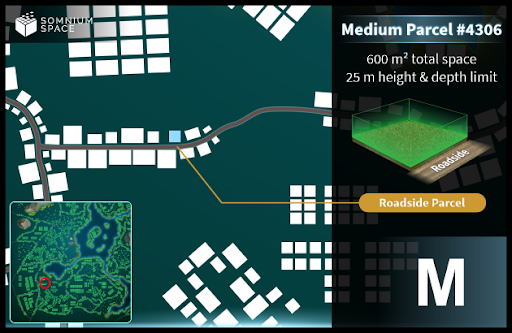 SOMNIUM
SPACE
Medium Parcel #4306
600 m² total space
25 m height & depth limit
Roadside
Roadside Parcel
M